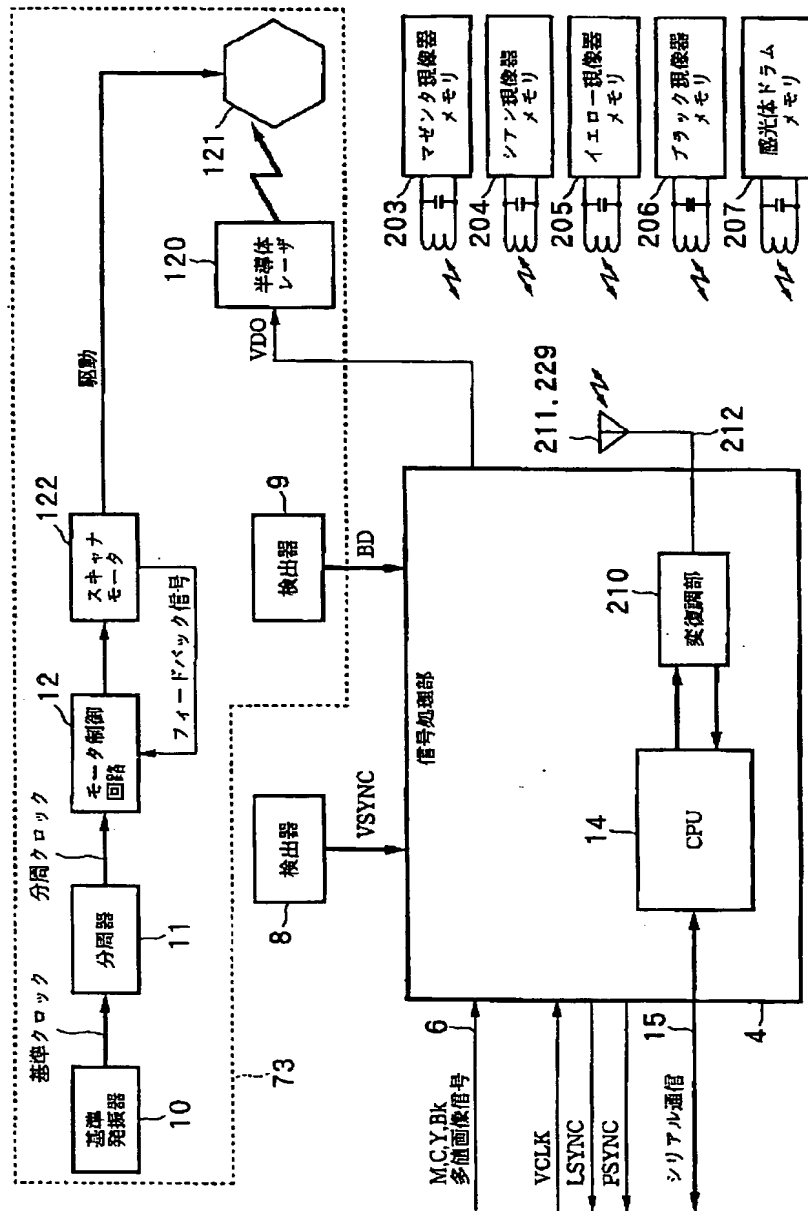 基準
発振器
10
基準クロック
分周器
11
分周クロック
モータ制御
回路
12
フィードバック信号
スキャナ
モータ
122
駆動
121
73
半導体
レーザ
120
VDO
検出器
8
VSYNC
検出器
9
BD
信号処理部
M,C,Y,Bk
多値画像信号
6
VCLK
LSYNC
PSYNC
シリアル通信
15
4
CPU
14
変復調部
210
211.229
212
マゼンタ現像器
メモリ
203
シアン現像器
メモリ
204
イエロー現像器
メモリ
205
ブラック現像器
メモリ
206
感光体ドラム
メモリ
207